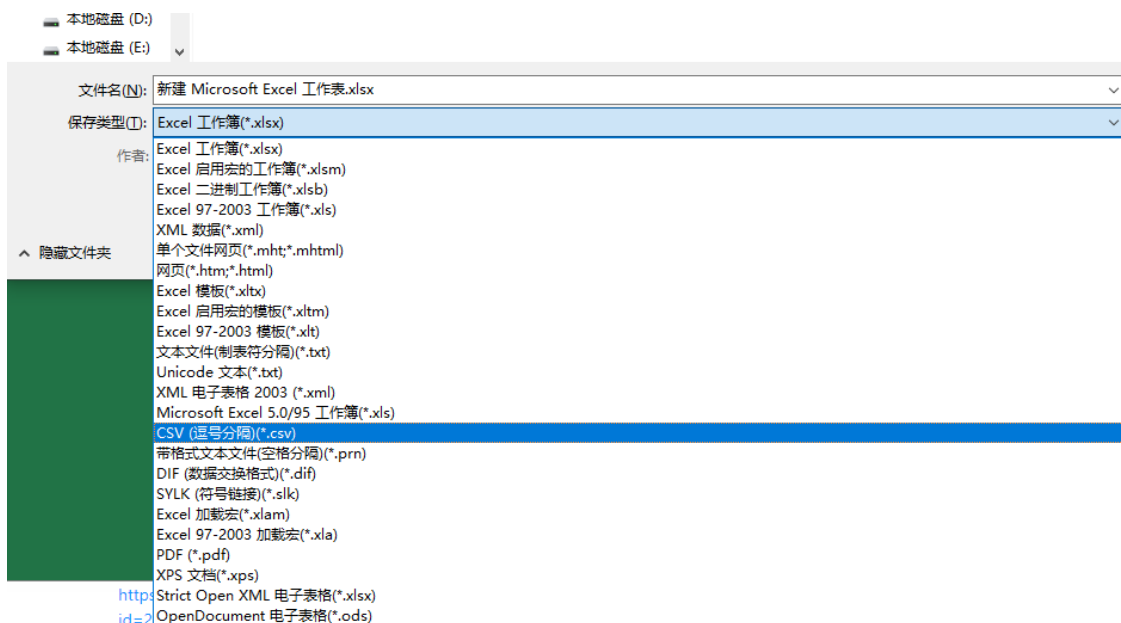 本地磁盘 (D:)
本地磁盘 (E:)
文件名(N): 新建 Microsoft Excel 工作表.xlsx
保存类型(T): Excel 工作簿(*.xlsx)
作者:
Excel 工作簿(*.xlsx)
Excel 启用宏的工作簿(*.xlsm)
Excel 二进制工作簿(*.xlsb)
Excel 97-2003 工作簿(*.xls)
XML 数据(*.xml)
单个文件网页(*.mht;*.mhtml)
网页(*.htm;*.html)
Excel 模板(*.xltx)
Excel 启用宏的模板(*.xltm)
Excel 97-2003 模板(*.xlt)
文本文件(制表符分隔)(*.txt)
Unicode 文本(*.txt)
XML 电子表格 2003 (*.xml)
Microsoft Excel 5.0/95 工作簿(*.xls)
CSV (逗号分隔)(*.csv)
带格式文本文件(空格分隔)(*.prn)
DIF (数据交换格式)(*.dif)
SYLK (符号链接)(*.slk)
Excel 加载宏(*.xlam)
Excel 97-2003 加载宏(*.xla)
PDF (*.pdf)
XPS 文档(*.xps)
Strict Open XML 电子表格(*.xlsx)
OpenDocument 电子表格(*.ods)
隐藏文件夹
https
id=2